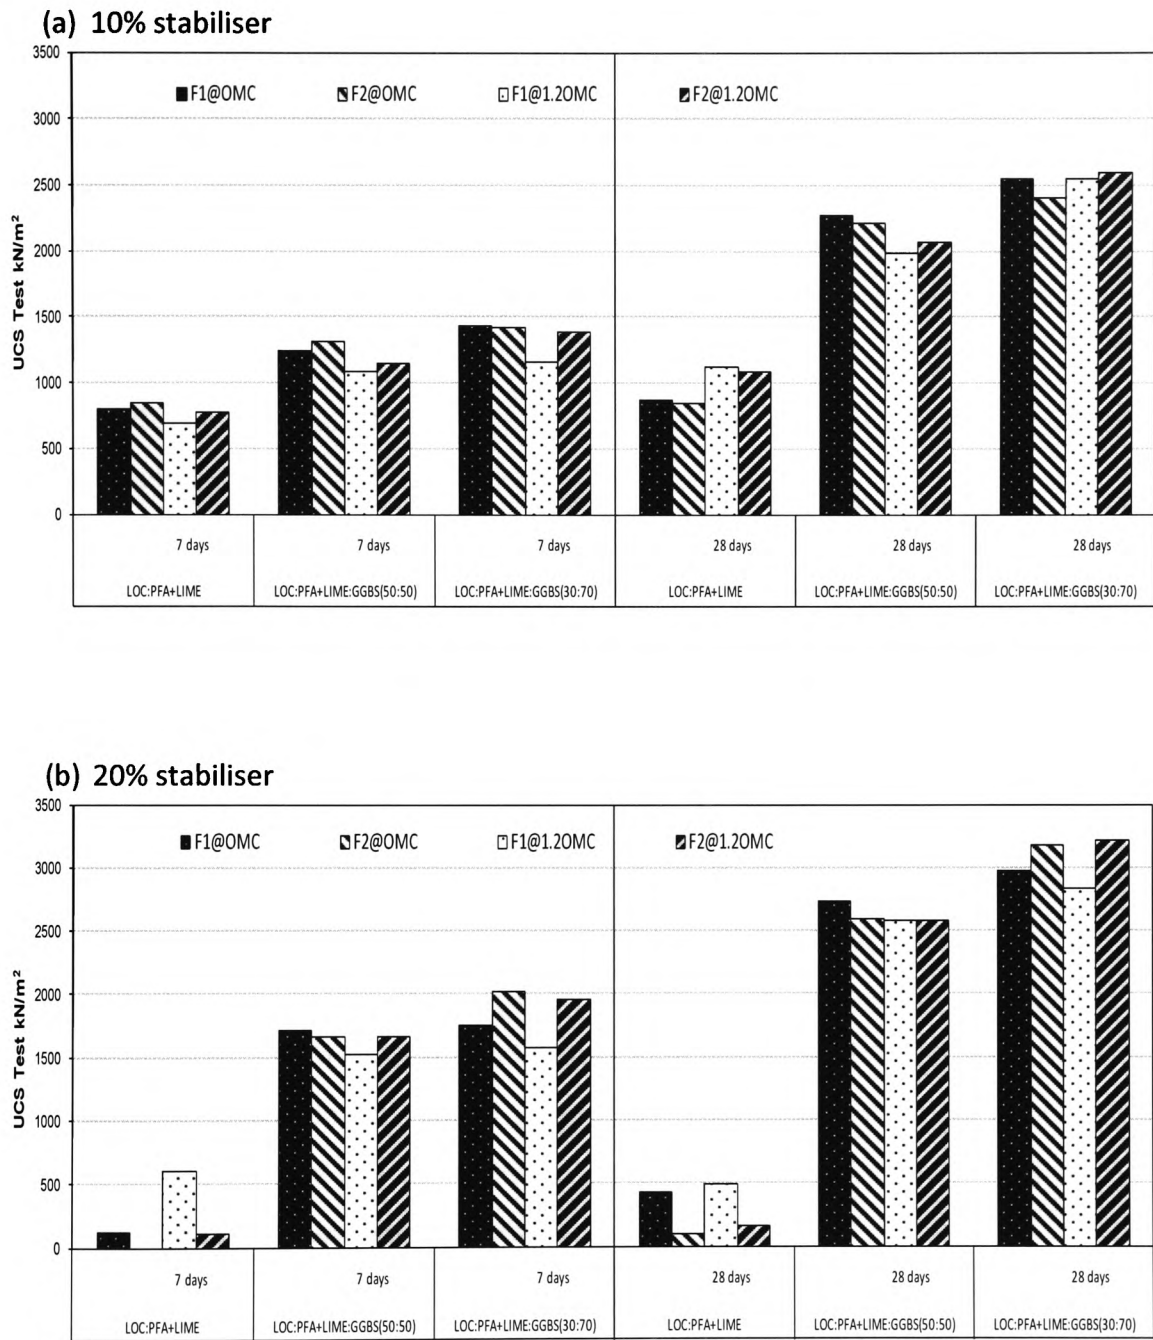 (a) 10% stabiliser
3500
F1@OMC F2@OMC F1@1.2OMC F2@1.2OMC
3000
2500
2000
1500
1000
500
0
UCS Test kN/m²
7 days 7 days 7 days 28 days 28 days 28 days
LOC:PFA+LIME LOC:PFA+LIME:GGBS(50:50) LOC:PFA+LIME:GGBS(30:70) LOC:PFA+LIME LOC:PFA+LIME:GGBS(50:50) LOC:PFA+LIME:GGBS(30:70)
(b) 20% stabiliser
3500
F1@OMC F2@OMC F1@1.2OMC F2@1.2OMC
3000
2500
2000
1500
1000
500
0
UCS Test kN/m²
7 days 7 days 7 days 28 days 28 days 28 days
LOC:PFA+LIME LOC:PFA+LIME:GGBS(50:50) LOC:PFA+LIME:GGBS(30:70) LOC:PFA+LIME LOC:PFA+LIME:GGBS(50:50) LOC:PFA+LIME:GGBS(30:70)